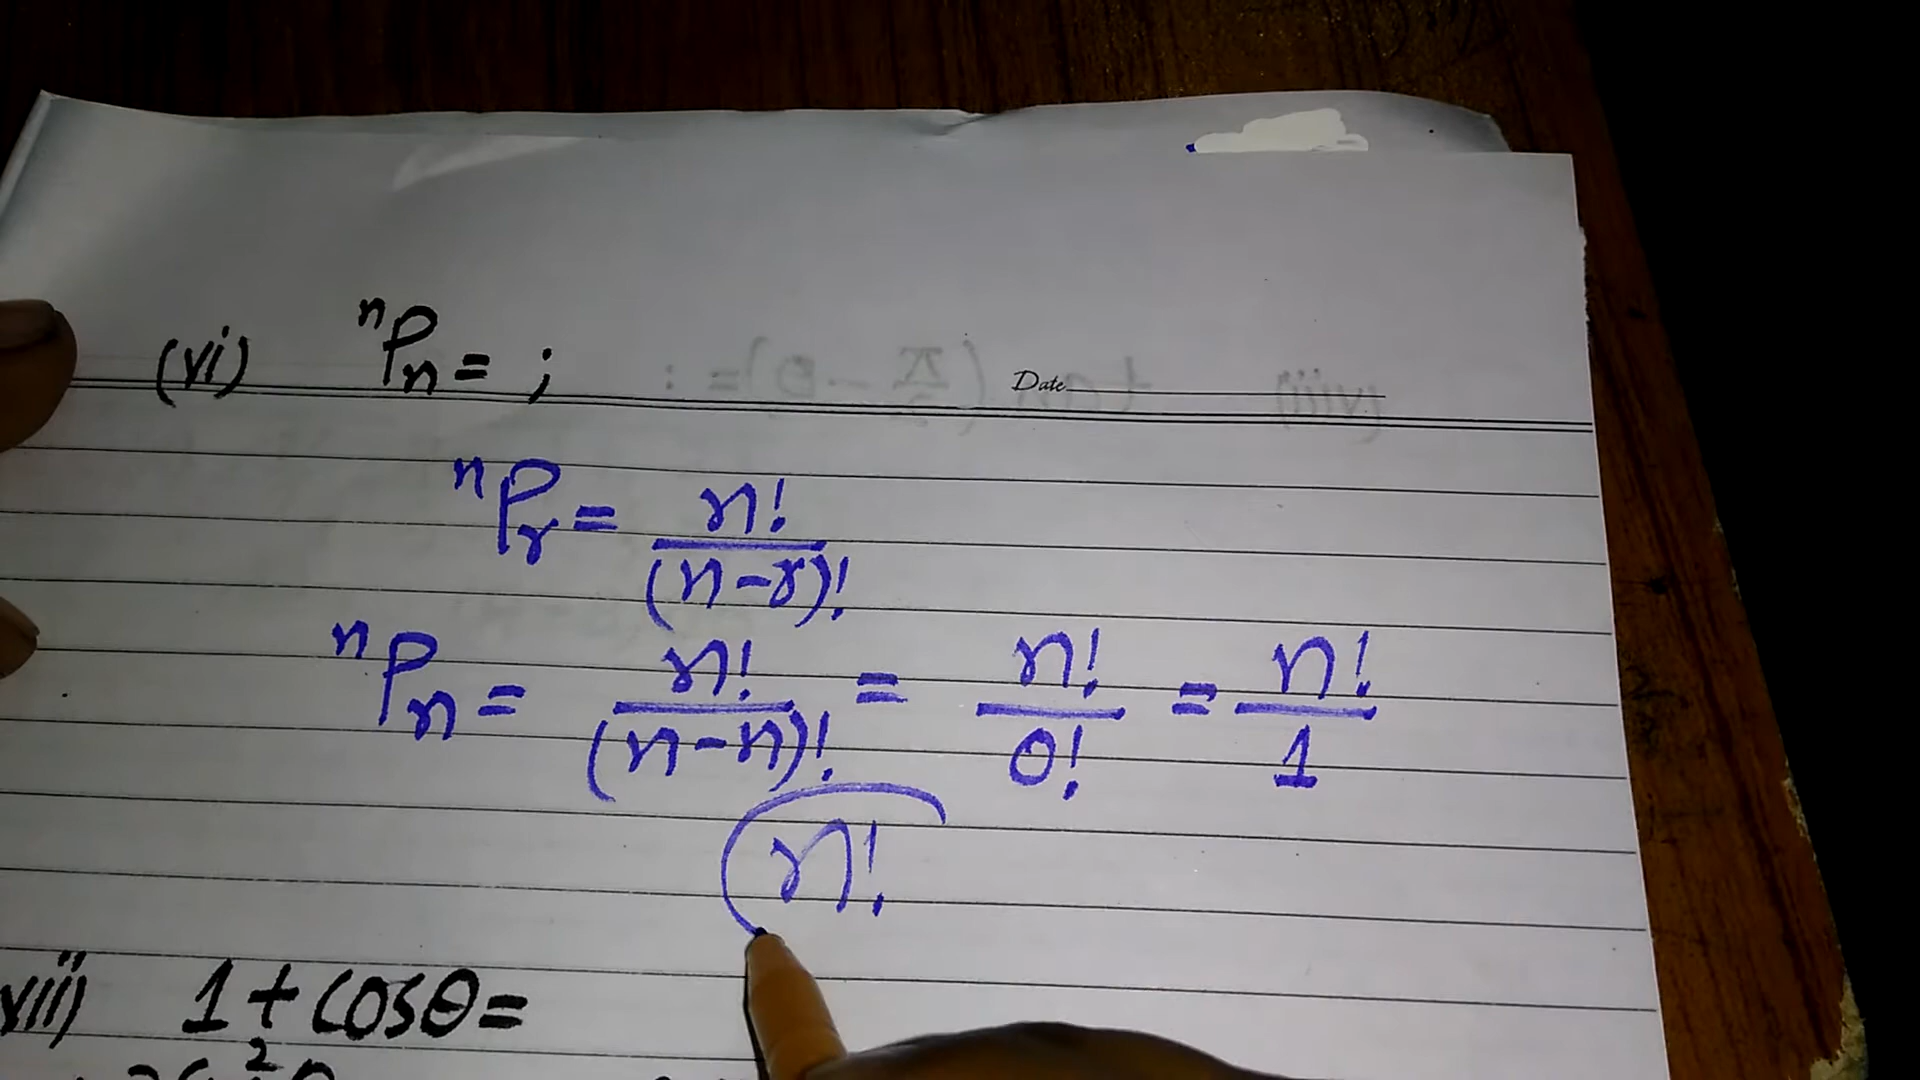 (vi) ⁿPₙ = ;
Date
ⁿPᵣ = n!/(n-r)!
ⁿPₙ = n!/(n-n)! = n!/0! = n!/1
n!
vii) 1 + cosθ =